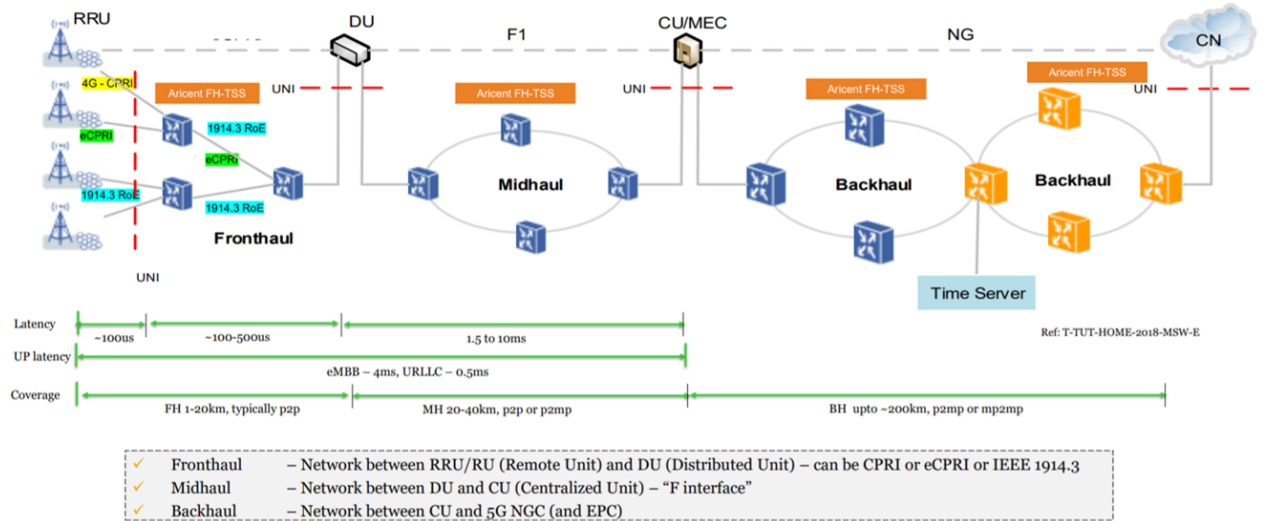 RRU
DU
F1
CU/MEC
NG
CN
4G - CPRI
Aricent FH-TSS
UNI
Aricent FH-TSS
UNI
Aricent FH-TSS
Aricent FH-TSS
UNI
eCPRI
1914.3 RoE
eCPRi
1914.3 RoE
1914.3 RoE
Fronthaul
Midhaul
Backhaul
Backhaul
UNI
Time Server
Latency
~100us
~100-500us
1.5 to 10ms
Ref: T-TUT-HOME-2018-MSW-E
UP latency
eMBB – 4ms, URLLC – 0.5ms
Coverage
FH 1-20km, typically p2p
MH 20-40km, p2p or p2mp
BH upto ~200km, p2mp or mp2mp
✓ Fronthaul – Network between RRU/RU (Remote Unit) and DU (Distributed Unit) – can be CPRI or eCPRI or IEEE 1914.3
✓ Midhaul – Network between DU and CU (Centralized Unit) – “F interface”
✓ Backhaul – Network between CU and 5G NGC (and EPC)